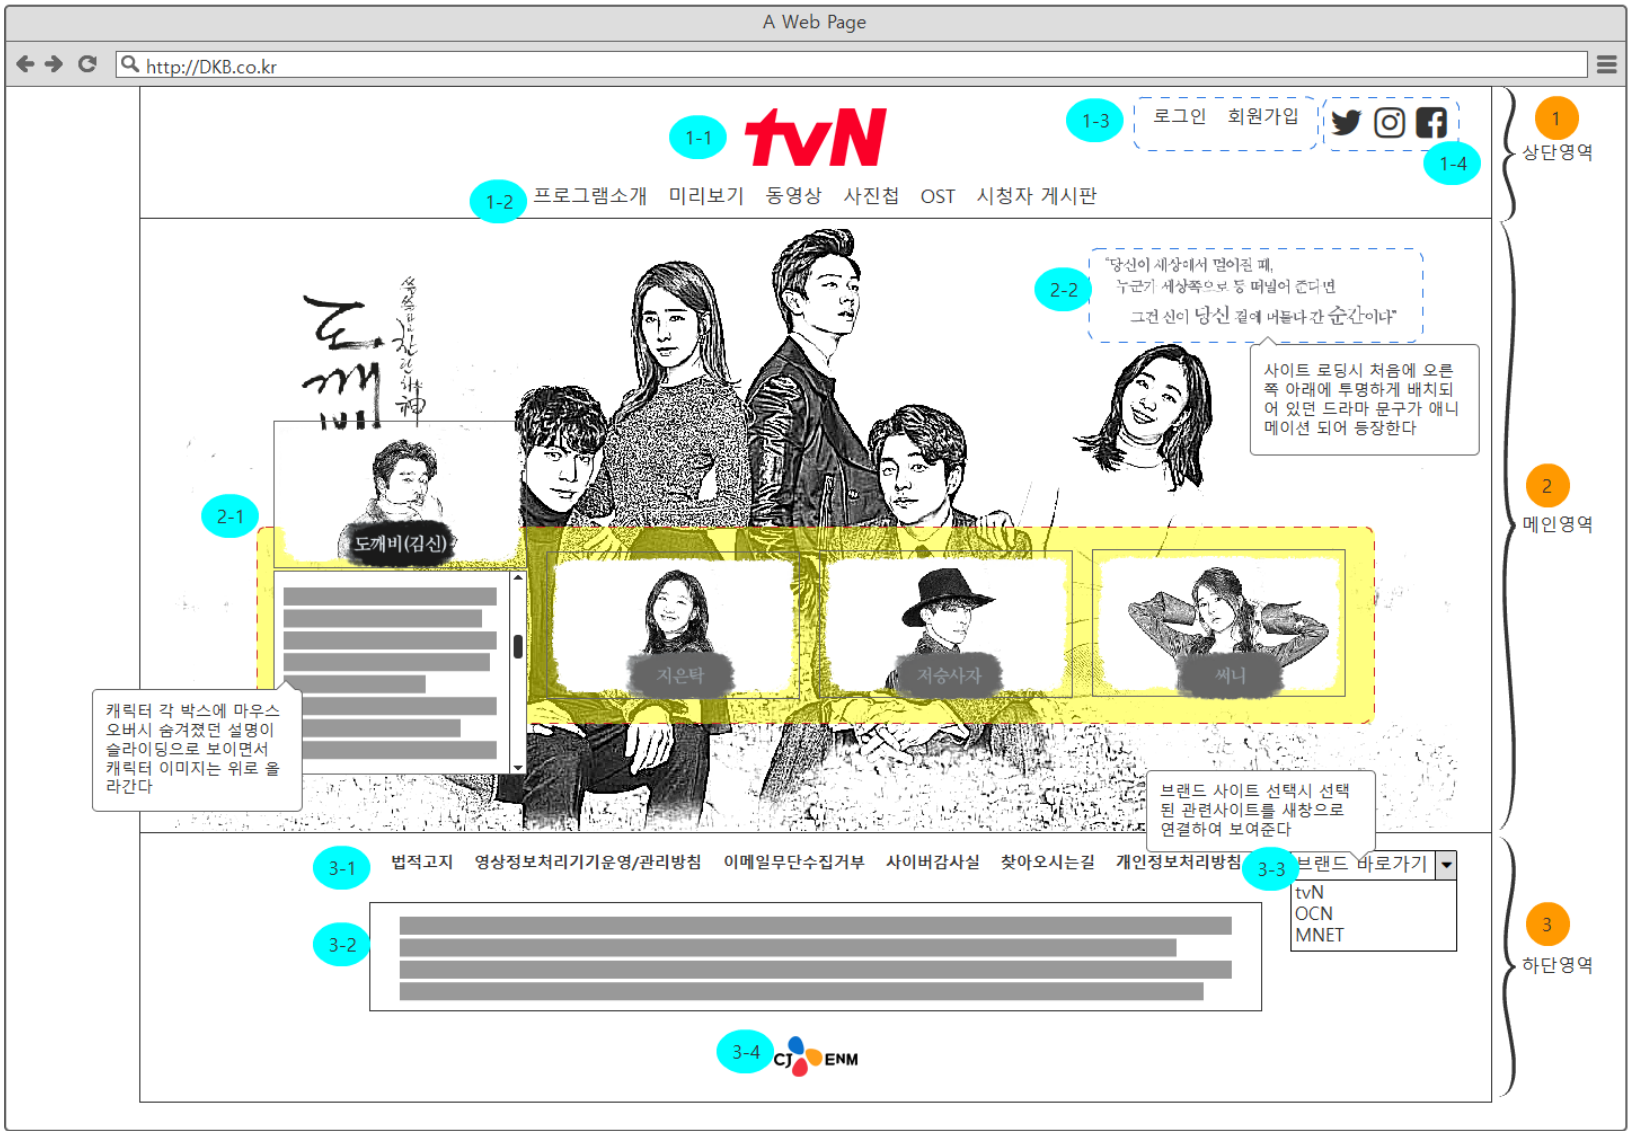 A Web Page
http://DKB.co.kr
1-1
tvN
1-3
로그인 회원가입
1-4
1
상단영역
1-2
프로그램소개 미리보기 동영상 사진첩 OST 시청자 게시판
쓸쓸하고 찬란하神
도깨비
2-2
“당신이 세상에서 멀어질 때,
누군가 세상쪽으로 등 떠밀어 준다면
그건 신이 당신 곁에 머물다 간 순간이다”
사이트 로딩시 처음에 오른
쪽 아래에 투명하게 배치되
어 있던 드라마 문구가 애니
메이션 되어 등장한다
2
메인영역
2-1
도깨비(김신)
지은탁
저승사자
써니
캐릭터 각 박스에 마우스
오버시 숨겨졌던 설명이
슬라이딩으로 보이면서
캐릭터 이미지는 위로 올
라간다
브랜드 사이트 선택시 선택
된 관련사이트를 새창으로
연결하여 보여준다
3-1
법적고지 영상정보처리기기운영/관리방침 이메일무단수집거부 사이버감사실 찾아오시는길 개인정보처리방침
3-3
브랜드 바로가기
tvN
OCN
MNET
3-2
3
하단영역
3-4
CJ ENM